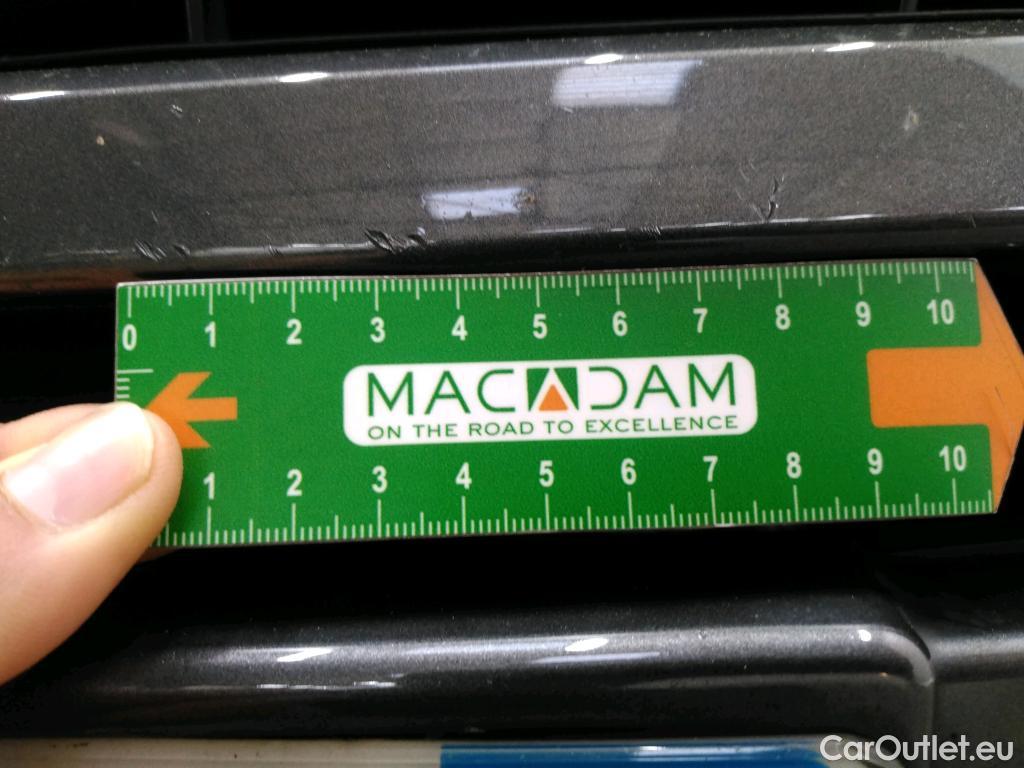 0 1 2 3 4 5 6 7 8 9 10
MACADAM
ON THE ROAD TO EXCELLENCE
1 2 3 4 5 6 7 8 9 10
CarOutlet.eu